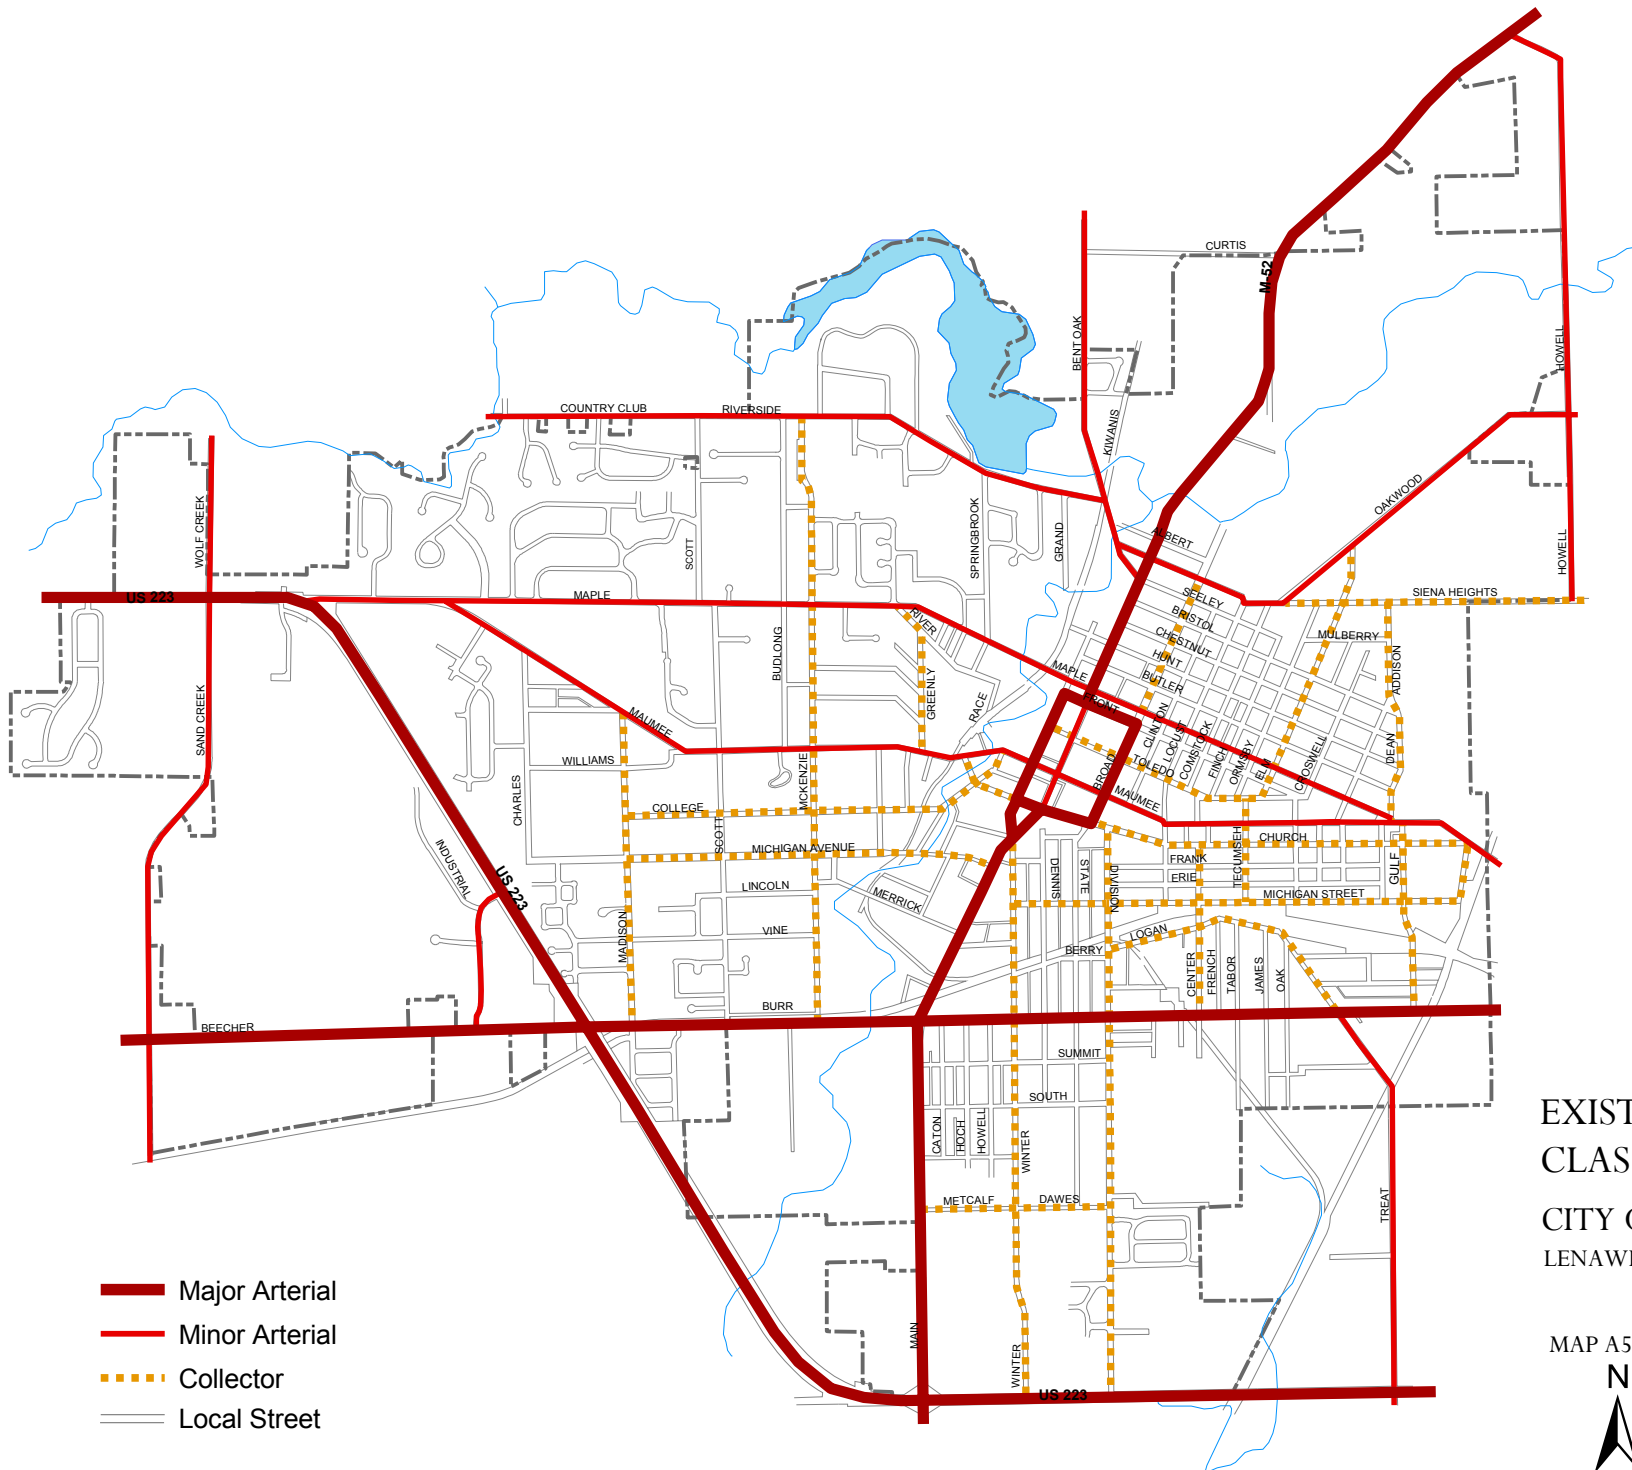 CURTIS
M-52
BENT OAK
HOWELL
KIWANIS
COUNTRY CLUB
RIVERSIDE
OAKWOOD
WOLF CREEK
SCOTT
SPRINGBROOK
GRAND
ALBERT
HOWELL
US 223
MAPLE
SEELEY
SIENA HEIGHTS
BRISTOL
RIVER
CHESTNUT
MULBERRY
HUNT
BUDLONG
MAPLE
BUTLER
ADDISON
GREENLY
RACE
FRONT
SAND CREEK
MAUMEE
CLINTON
LOCUST
COMSTOCK
FINCH
ORMSBY
ELM
CROSWELL
DEAN
WILLIAMS
MCKENZIE
BROAD
TOLEDO
CHARLES
COLLEGE
MAUMEE
SCOTT
MICHIGAN AVENUE
CHURCH
TECUMSEH
INDUSTRIAL
US 223
DENNIS
STATE
DIVISION
FRANK
GULF
ERIE
LINCOLN
MERRICK
MICHIGAN STREET
MADISON
VINE
LOGAN
BERRY
CENTER
FRENCH
TABOR
JAMES
OAK
BURR
BEECHER
SUMMIT
SOUTH
CATON
HOCH
HOWELL
WINTER
METCALF
DAWES
TREAT
MAIN
WINTER
US 223
EXIST
CLAS
CITY
LENAW
MAP A5
N
Major Arterial
Minor Arterial
Collector
Local Street